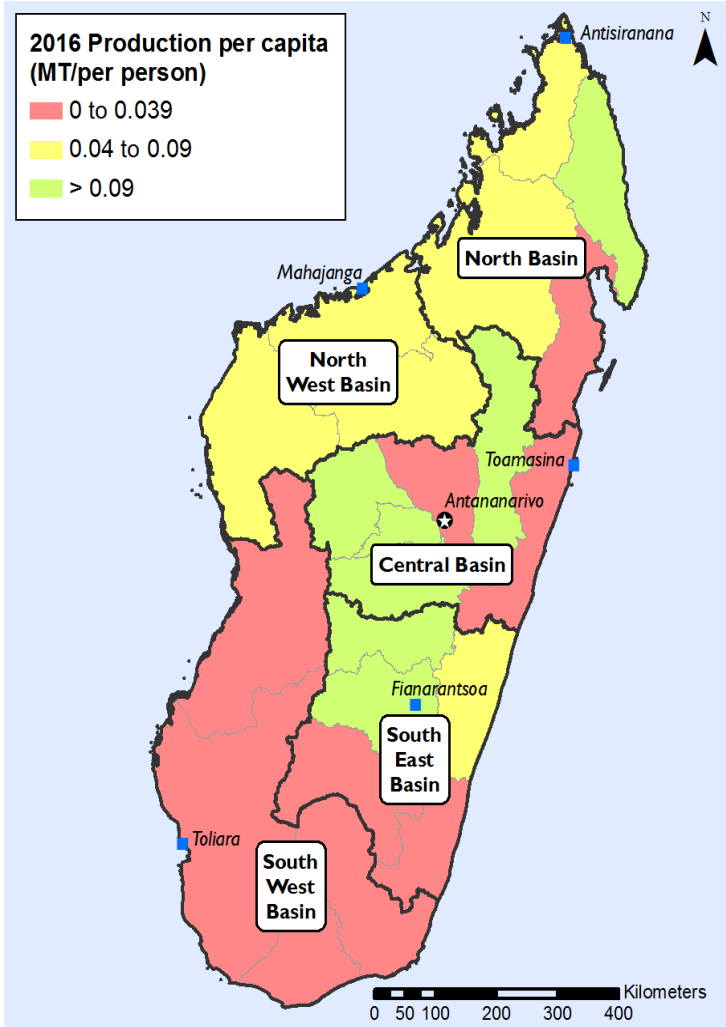 2016 Production per capita
(MT/per person)
0 to 0.039
0.04 to 0.09
> 0.09
N
Antisiranana
North Basin
Mahajanga
North
West Basin
Toamasina
Antananarivo
Central Basin
Fianarantsoa
South
East
Basin
Toliara
South
West
Basin
Kilometers
0 50 100 200 300 400